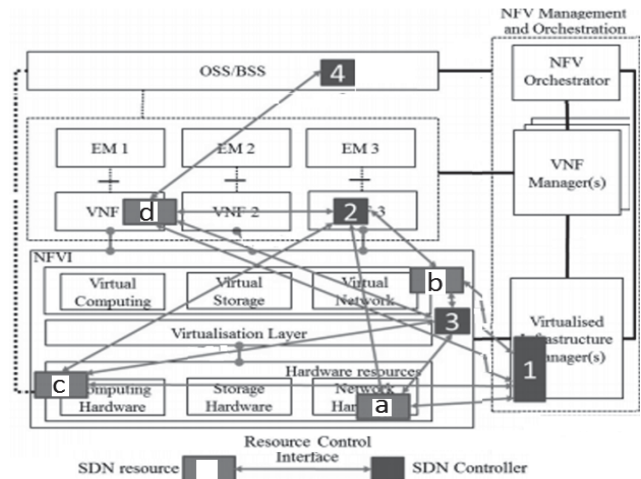 NFV Management
and Orchestration
OSS/BSS
4
NFV
Orchestrator
EM 1
EM 2
EM 3
VNF
Manager(s)
VNF
d
VNF 2
2
3
NFVI
Virtual
Computing
Virtual
Storage
Virtual
Network
b
3
Virtualisation Layer
Virtualised
Infrastructure
Manager(s)
1
Hardware resources
c
Computing
Hardware
Storage
Hardware
Network
a
Resource Control
Interface
SDN resource
SDN Controller